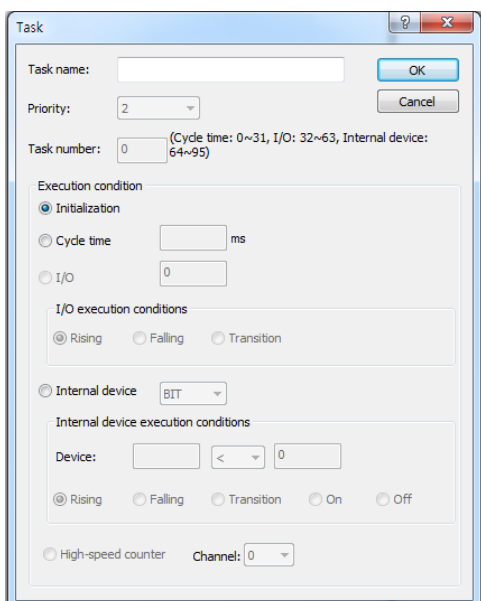 Task
Task name:
OK
Priority: 2
Cancel
Task number: 0 (Cycle time: 0~31, I/O: 32~63, Internal device:
64~95)
Execution condition
Initialization
Cycle time ms
I/O 0
I/O execution conditions
Rising Falling Transition
Internal device BIT
Internal device execution conditions
Device: < 0
Rising Falling Transition On Off
High-speed counter Channel: 0